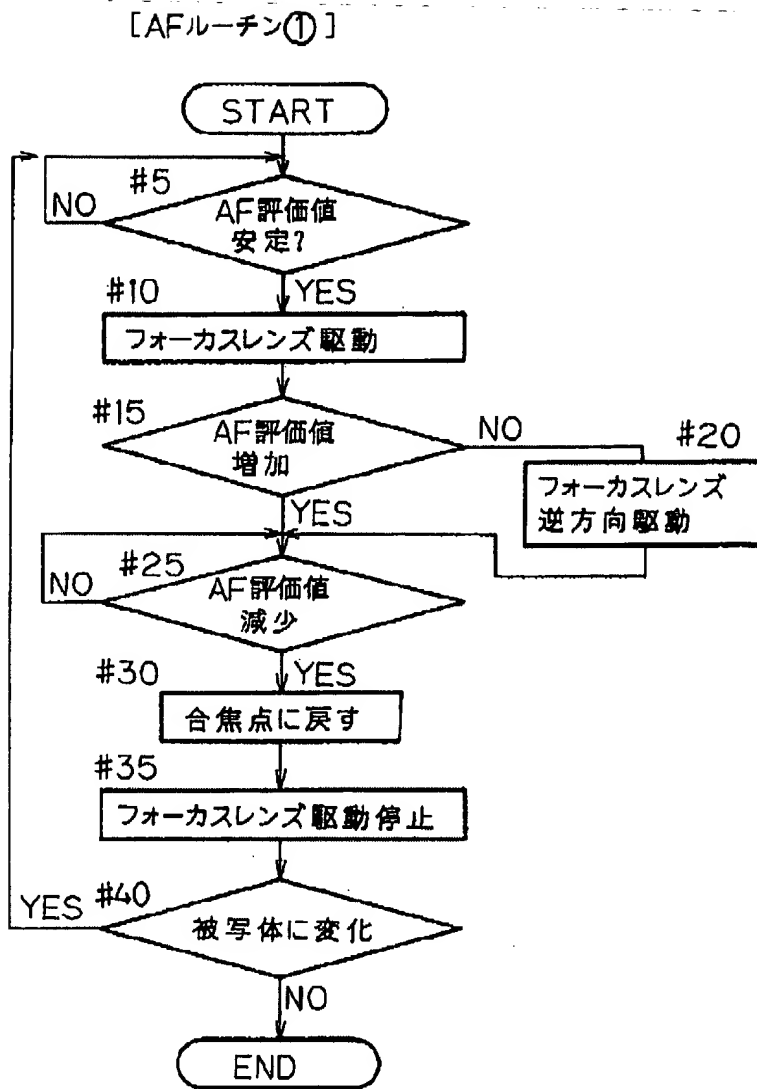 [AFルーチン①]
START
#5
NO
AF評価値
安定?
YES
#10
フォーカスレンズ駆動
#15
AF評価値
増加
NO
#20
フォーカスレンズ
逆方向駆動
YES
#25
NO
AF評価値
減少
YES
#30
合焦点に戻す
#35
フォーカスレンズ駆動停止
#40
YES
被写体に変化
NO
END